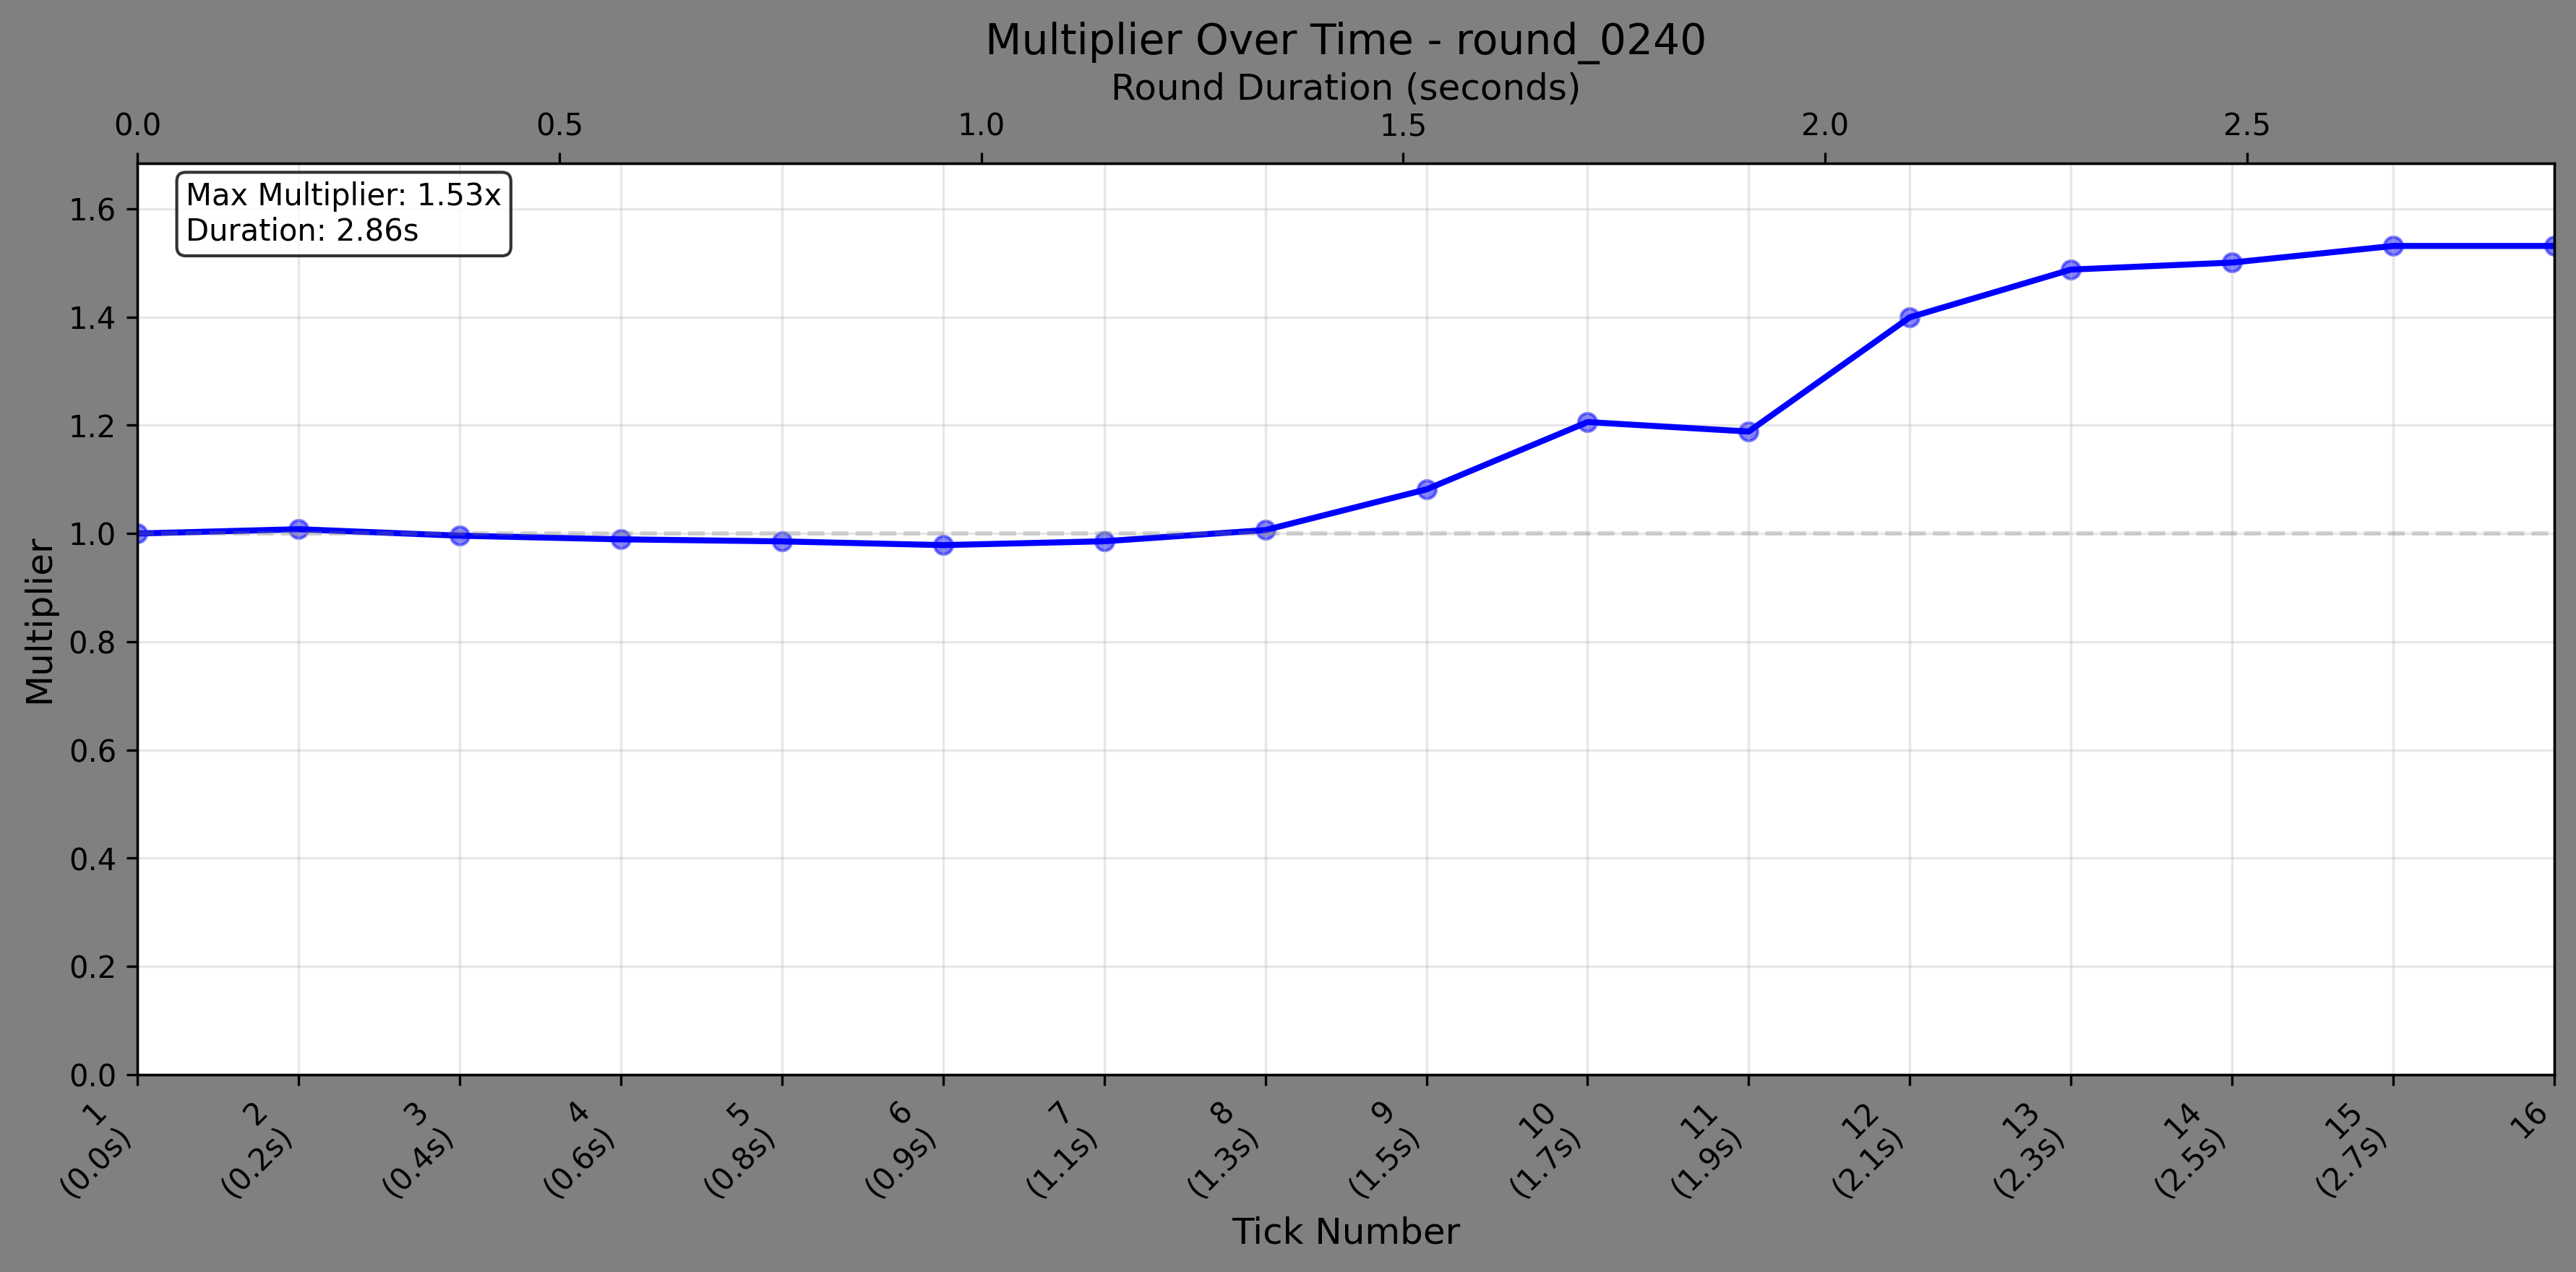 Multiplier Over Time - round_0240
Round Duration (seconds)
0.0 0.5 1.0 1.5 2.0 2.5
Max Multiplier: 1.53x
Duration: 2.86s
Multiplier
1.6
1.4
1.2
1.0
0.8
0.6
0.4
0.2
0.0
1
(0.0s)
2
(0.2s)
3
(0.4s)
4
(0.6s)
5
(0.8s)
6
(0.9s)
7
(1.1s)
8
(1.3s)
9
(1.5s)
10
(1.7s)
11
(1.9s)
12
(2.1s)
13
(2.3s)
14
(2.5s)
15
(2.7s)
16
Tick Number